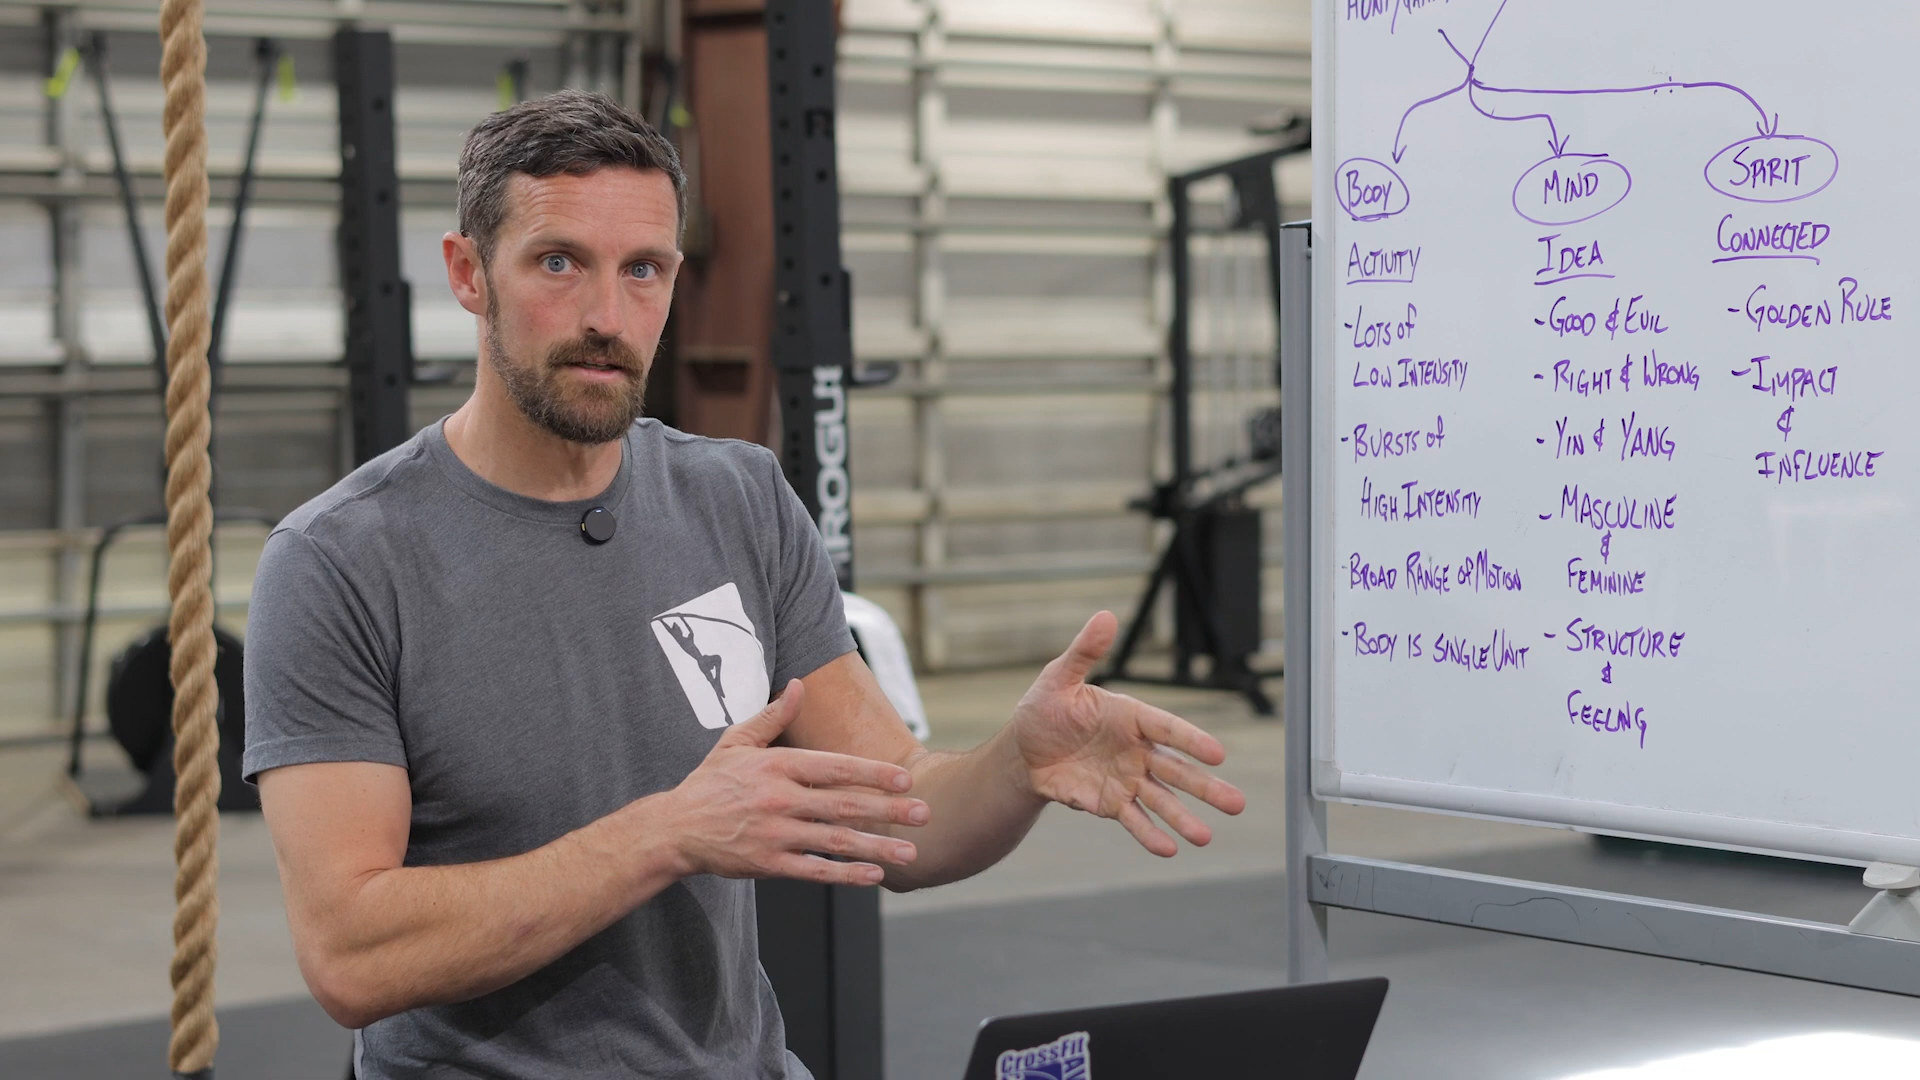 BODY
ACTIVITY
-LOTS of
LOW INTENSITY
-BURSTS of
HIGH INTENSITY
-BROAD RANGE of MOTION
-BODY IS SINGLE UNIT
MIND
IDEA
-GOOD & EVIL
-RIGHT & WRONG
-YIN & YANG
-MASCULINE
&
FEMININE
-STRUCTURE
&
FEELING
SPIRIT
CONNECTED
-GOLDEN RULE
-IMPACT
&
INFLUENCE
ROGUE
CROSSFIT